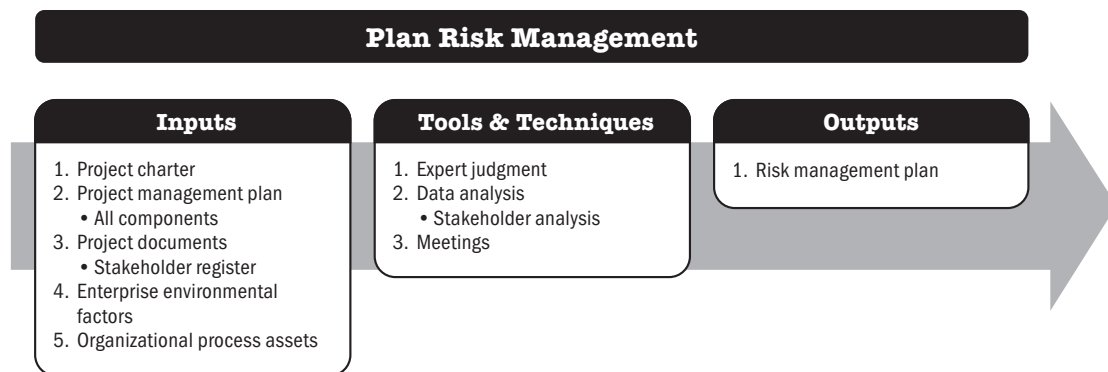 Plan Risk Management
Inputs
1. Project charter
2. Project management plan
• All components
3. Project documents
• Stakeholder register
4. Enterprise environmental
factors
5. Organizational process assets
Tools & Techniques
1. Expert judgment
2. Data analysis
• Stakeholder analysis
3. Meetings
Outputs
1. Risk management plan